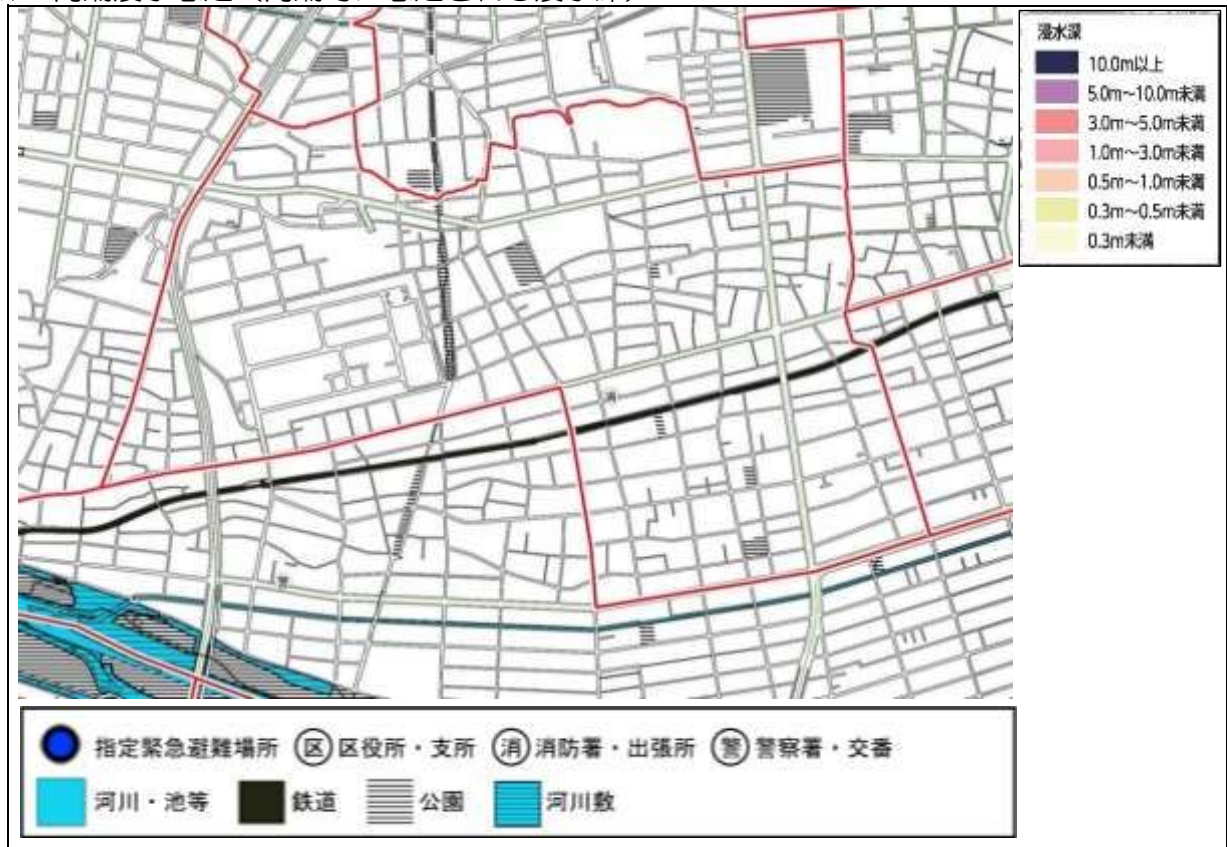 浸水深
10.0m以上
5.0m～10.0m未満
3.0m～5.0m未満
1.0m～3.0m未満
0.5m～1.0m未満
0.3m～0.5m未満
0.3m未満
消
警
指定緊急避難場所 区 区役所・支所 消 消防署・出張所 警 警察署・交番
河川・池等 鉄道 公園 河川敷